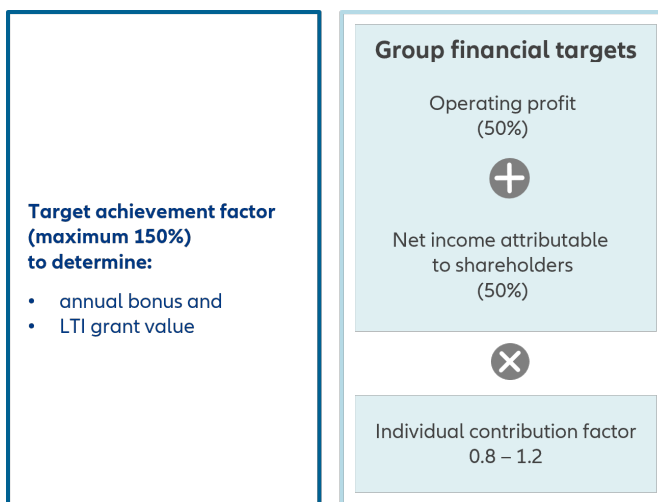 Target achievement factor
(maximum 150%)
to determine:
• annual bonus and
• LTI grant value
Group financial targets
Operating profit
(50%)
+
Net income attributable
to shareholders
(50%)
×
Individual contribution factor
0.8 – 1.2